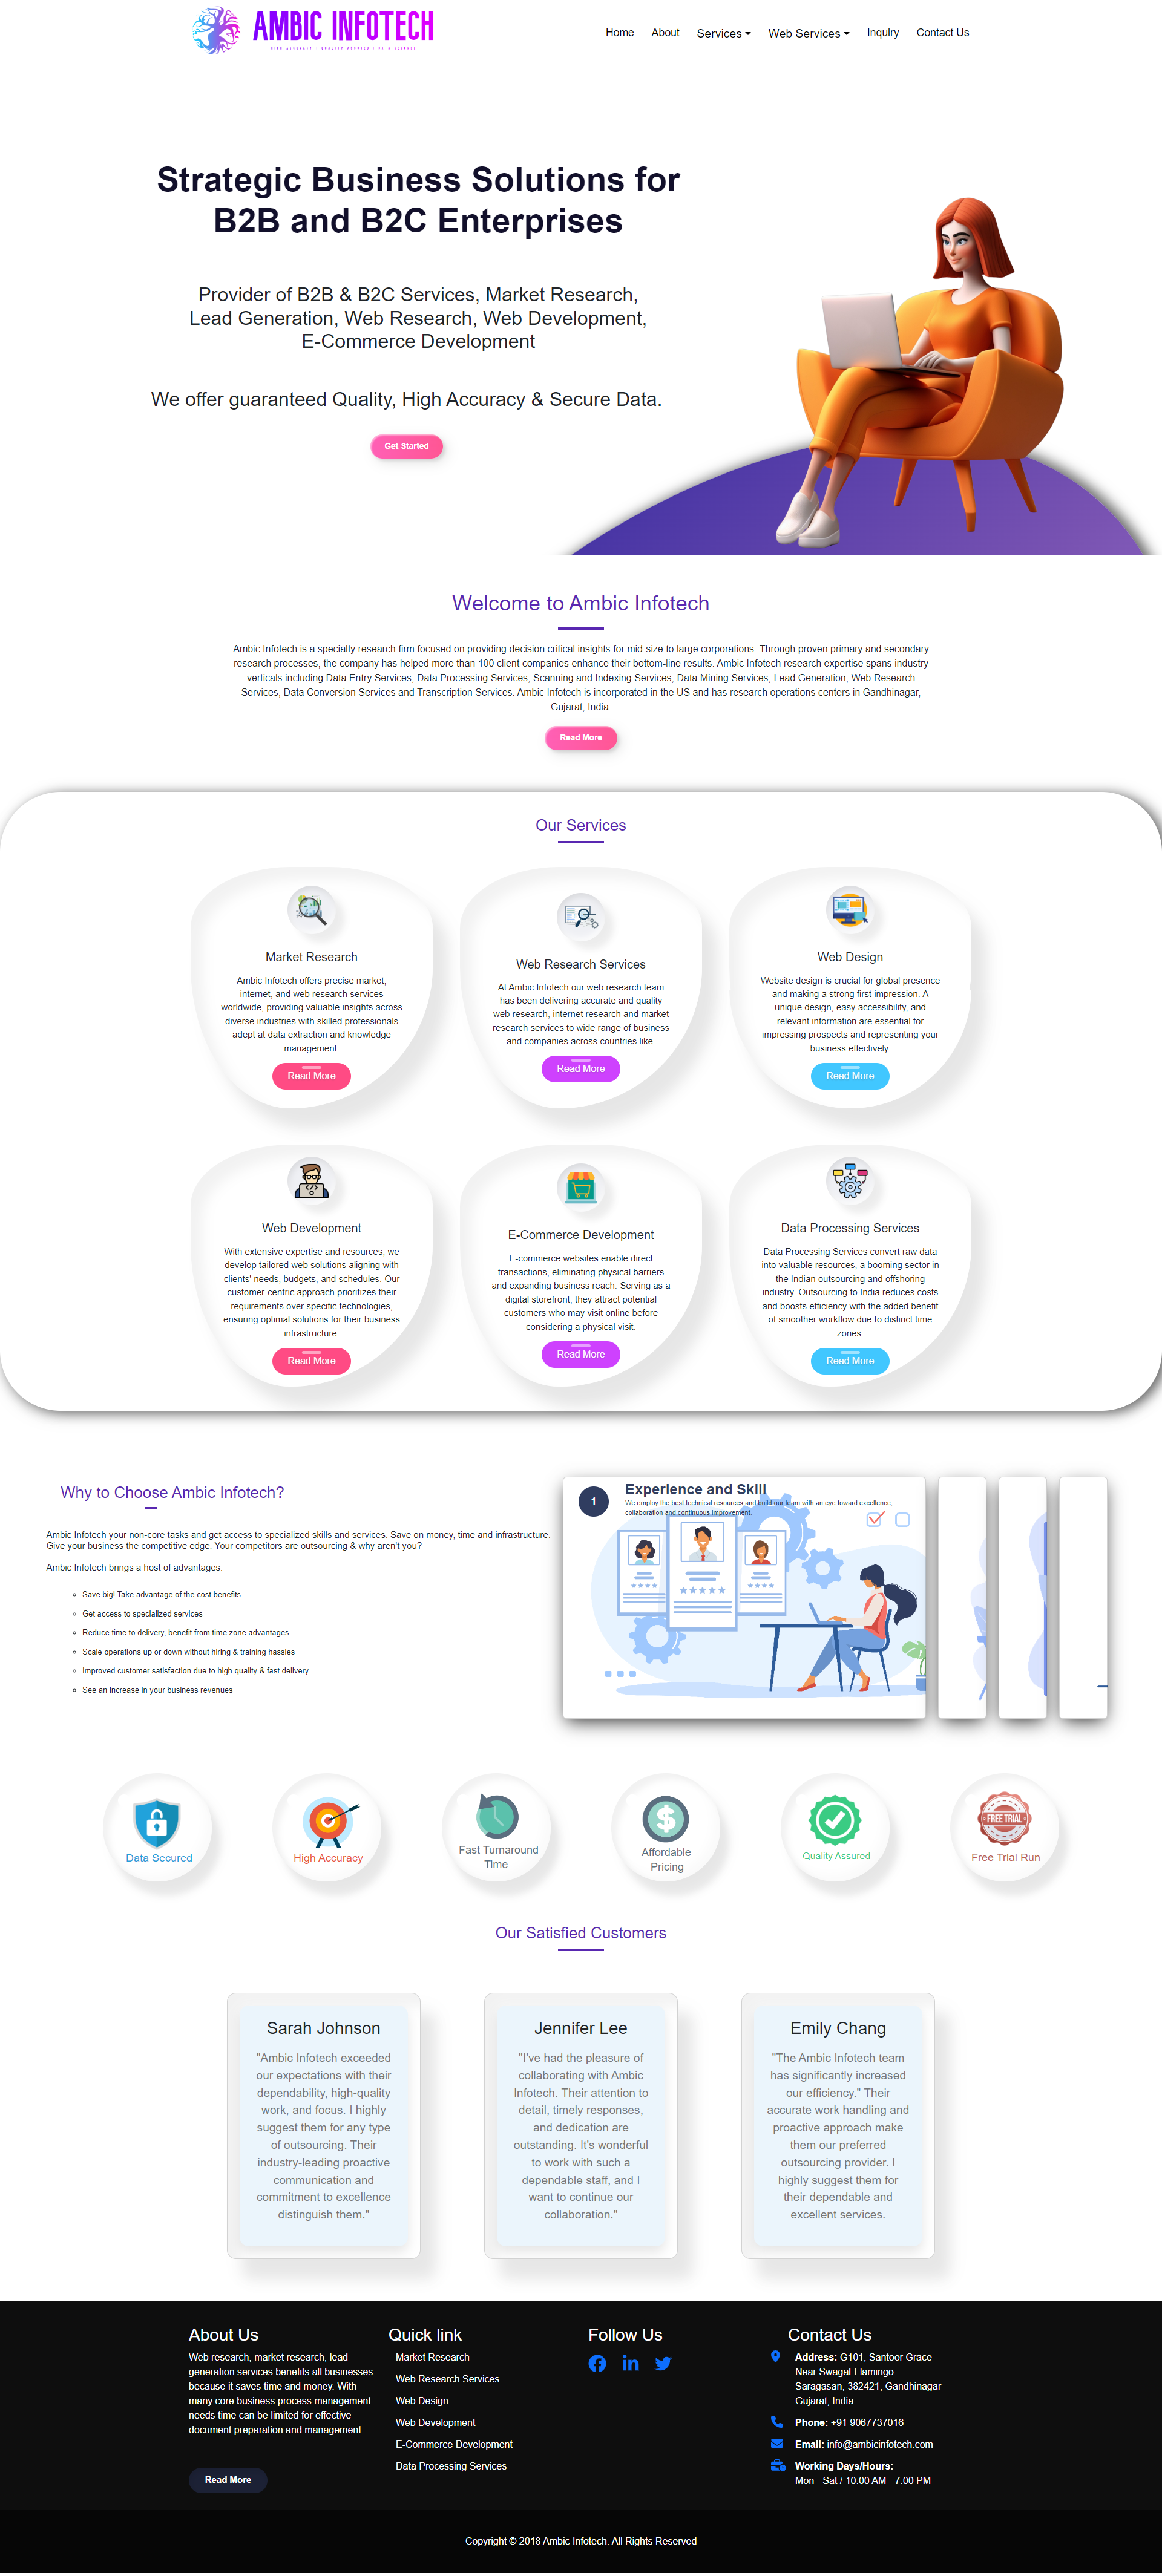 AMBIC INFOTECH
HIGH ACCURACY | QUALITY ASSURED | DATA SECURED
Home About Services Web Services Inquiry Contact Us
Strategic Business Solutions for
B2B and B2C Enterprises
Provider of B2B & B2C Services, Market Research,
Lead Generation, Web Research, Web Development,
E-Commerce Development
We offer guaranteed Quality, High Accuracy & Secure Data.
Get Started
Welcome to Ambic Infotech
Ambic Infotech is a specialty research firm focused on providing decision critical insights for mid-size to large corporations. Through proven primary and secondary
research processes, the company has helped more than 100 client companies enhance their bottom-line results. Ambic Infotech research expertise spans industry
verticals including Data Entry Services, Data Processing Services, Scanning and Indexing Services, Data Mining Services, Lead Generation, Web Research
Services, Data Conversion Services and Transcription Services. Ambic Infotech is incorporated in the US and has research operations centers in Gandhinagar,
Gujarat, India.
Read More
Our Services
Market Research
Ambic Infotech offers precise market,
internet, and web research services
worldwide, providing valuable insights across
diverse industries with skilled professionals
adept at data extraction and knowledge
management.
Read More
Web Research Services
At Ambic Infotech our web research team
has been delivering accurate and quality
web research, internet research and market
research services to wide range of business
and companies across countries like.
Read More
Web Design
Website design is crucial for global presence
and making a strong first impression. A
unique design, easy accessibility, and
relevant information are essential for
impressing prospects and representing your
business effectively.
Read More
Web Development
With extensive expertise and resources, we
develop tailored web solutions aligning with
clients' needs, budgets, and schedules. Our
customer-centric approach prioritizes their
requirements over specific technologies,
ensuring optimal solutions for their business
infrastructure.
Read More
E-Commerce Development
E-commerce websites enable direct
transactions, eliminating physical barriers
and expanding business reach. Serving as a
digital storefront, they attract potential
customers who may visit online before
considering a physical visit.
Read More
Data Processing Services
Data Processing Services convert raw data
into valuable resources, a booming sector in
the Indian outsourcing and offshoring
industry. Outsourcing to India reduces costs
and boosts efficiency with the added benefit
of smoother workflow due to distinct time
zones.
Read More
Why to Choose Ambic Infotech?
Ambic Infotech your non-core tasks and get access to specialized skills and services. Save on money, time and infrastructure.
Give your business the competitive edge. Your competitors are outsourcing & why aren't you?
Ambic Infotech brings a host of advantages:
Save big! Take advantage of the cost benefits
Get access to specialized services
Reduce time to delivery, benefit from time zone advantages
Scale operations up or down without hiring & training hassles
Improved customer satisfaction due to high quality & fast delivery
See an increase in your business revenues
1
Experience and Skill
We employ the best technical resources and build our team with an eye toward excellence,
collaboration and continuous improvement.
Data Secured
High Accuracy
Fast Turnaround
Time
Affordable
Pricing
Quality Assured
FREE TRIAL
Free Trial Run
Our Satisfied Customers
Sarah Johnson
"Ambic Infotech exceeded
our expectations with their
dependability, high-quality
work, and focus. I highly
suggest them for any type
of outsourcing. Their
industry-leading proactive
communication and
commitment to excellence
distinguish them."
Jennifer Lee
"I've had the pleasure of
collaborating with Ambic
Infotech. Their attention to
detail, timely responses,
and dedication are
outstanding. It's wonderful
to work with such a
dependable staff, and I
want to continue our
collaboration."
Emily Chang
"The Ambic Infotech team
has significantly increased
our efficiency." Their
accurate work handling and
proactive approach make
them our preferred
outsourcing provider. I
highly suggest them for
their dependable and
excellent services.
About Us
Web research, market research, lead
generation services benefits all businesses
because it saves time and money. With
many core business process management
needs time can be limited for effective
document preparation and management.
Read More
Quick link
Market Research
Web Research Services
Web Design
Web Development
E-Commerce Development
Data Processing Services
Follow Us
Contact Us
Address: G101, Santoor Grace
Near Swagat Flamingo
Saragasan, 382421, Gandhinagar
Gujarat, India
Phone: +91 9067737016
Email: info@ambicinfotech.com
Working Days/Hours:
Mon - Sat / 10:00 AM - 7:00 PM
Copyright © 2018 Ambic Infotech. All Rights Reserved